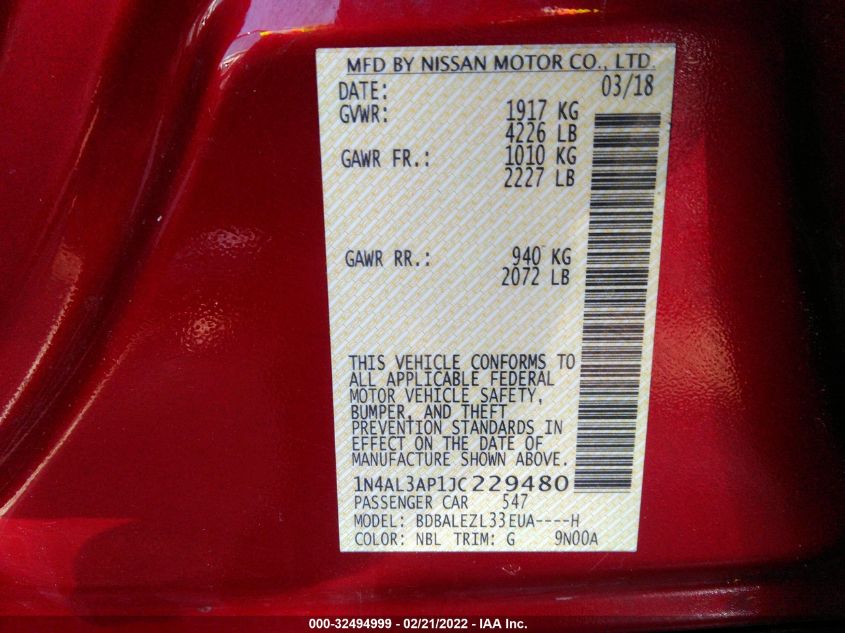 MFD BY NISSAN MOTOR CO., LTD.
DATE: 03/18
GVWR: 1917 KG
4226 LB
GAWR FR.: 1010 KG
2227 LB
GAWR RR.: 940 KG
2072 LB
THIS VEHICLE CONFORMS TO
ALL APPLICABLE FEDERAL
MOTOR VEHICLE SAFETY,
BUMPER, AND THEFT
PREVENTION STANDARDS IN
EFFECT ON THE DATE OF
MANUFACTURE SHOWN ABOVE.
1N4AL3AP1JC229480
PASSENGER CAR 547
MODEL: BDBALEZL33EUA----H
COLOR: NBL TRIM: G 9N00A
000-32494999 – 02/21/2022 – IAA Inc.